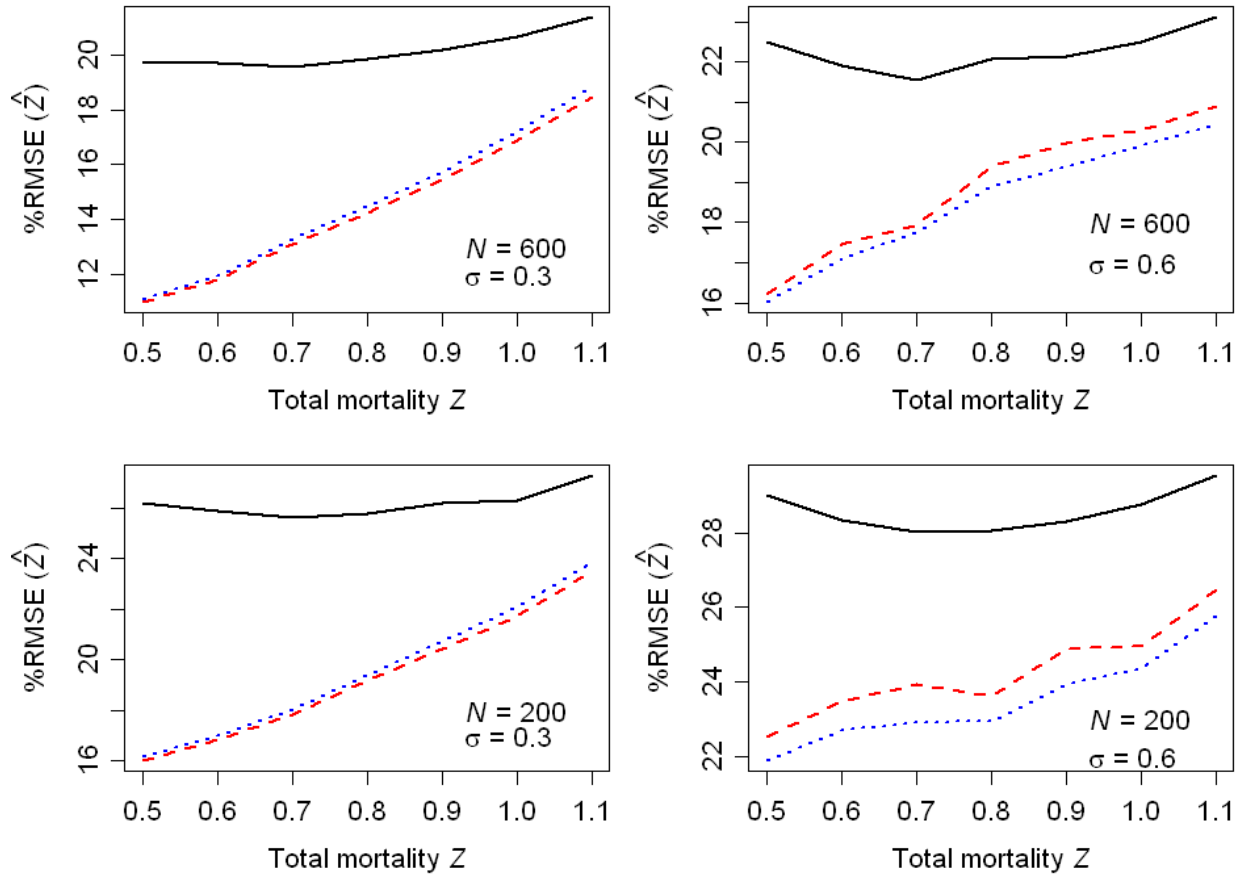 %RMSE (Ẑ)
20
18
16
14
12
N = 600
σ = 0.3
0.5 0.6 0.7 0.8 0.9 1.0 1.1
Total mortality Z
%RMSE (Ẑ)
22
20
18
16
N = 600
σ = 0.6
0.5 0.6 0.7 0.8 0.9 1.0 1.1
Total mortality Z
%RMSE (Ẑ)
24
20
16
N = 200
σ = 0.3
0.5 0.6 0.7 0.8 0.9 1.0 1.1
Total mortality Z
%RMSE (Ẑ)
28
26
24
22
N = 200
σ = 0.6
0.5 0.6 0.7 0.8 0.9 1.0 1.1
Total mortality Z